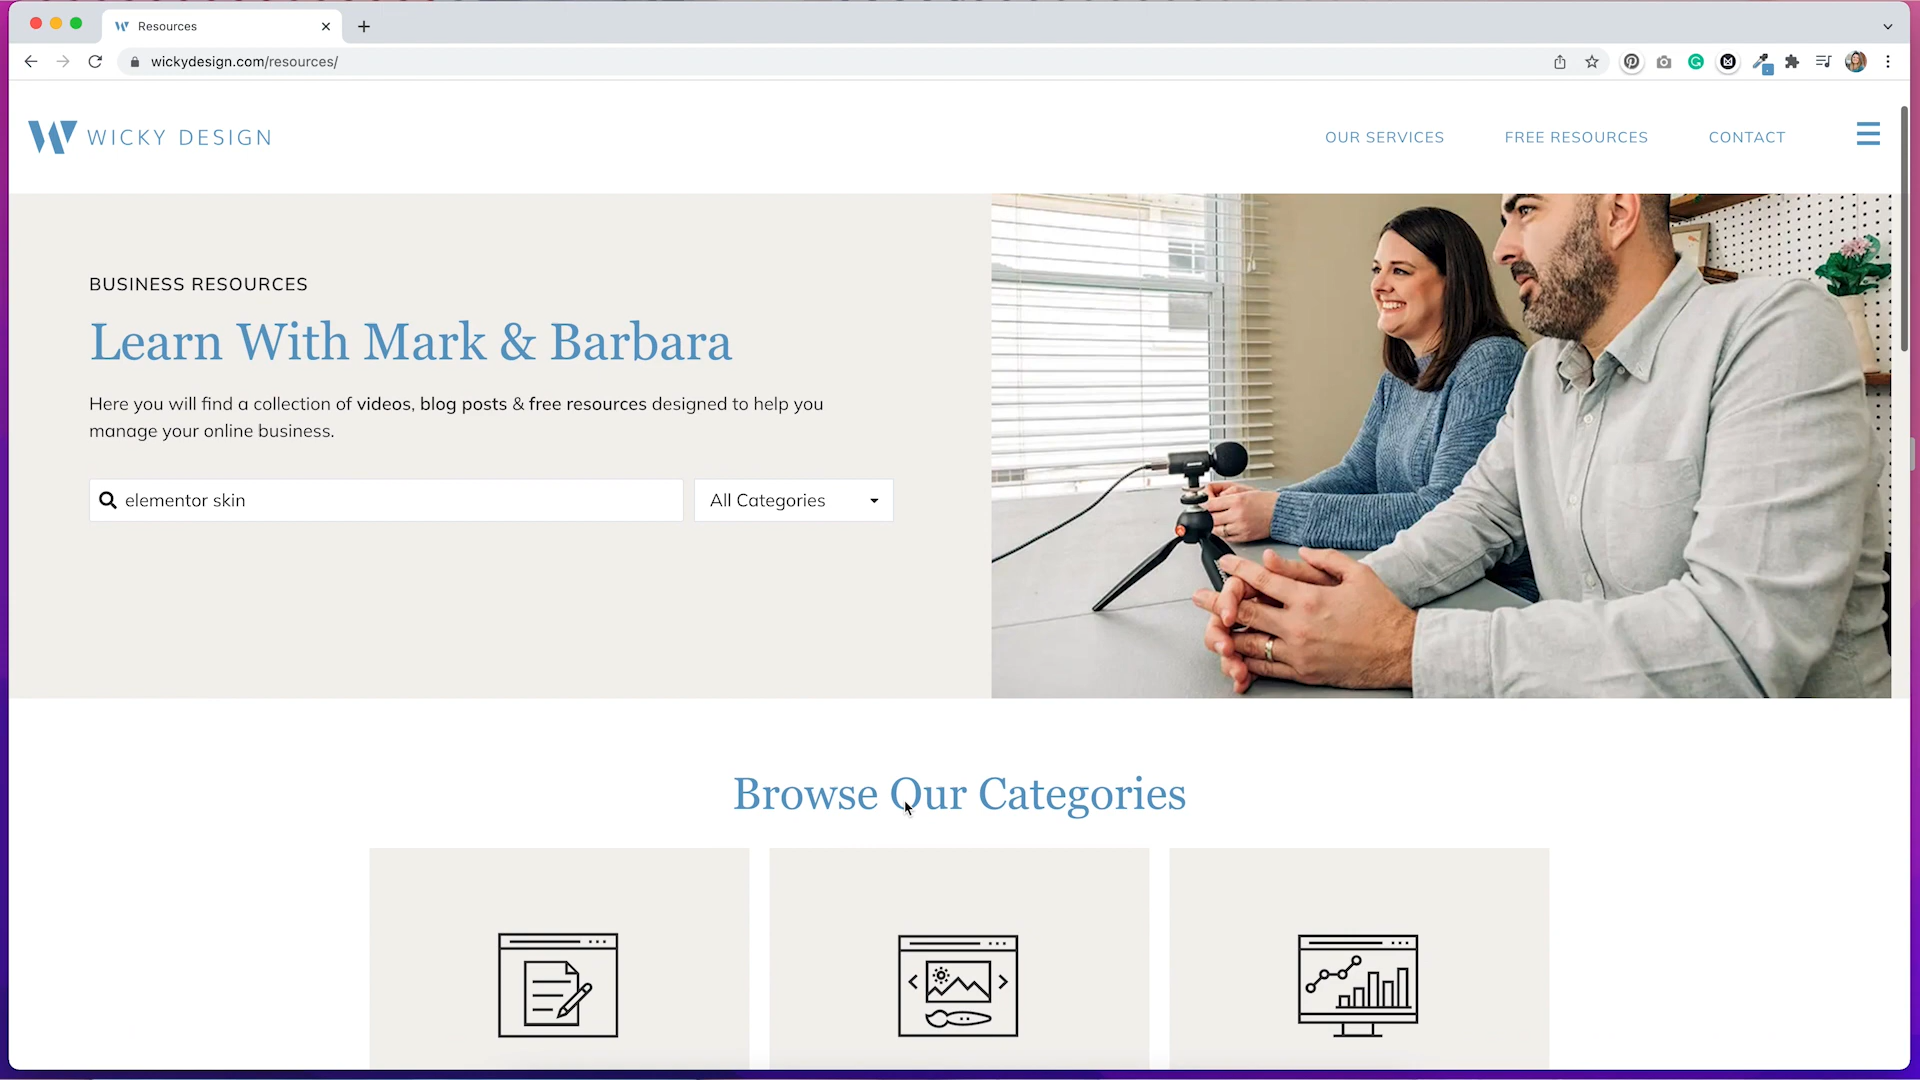 Resources
wickydesign.com/resources/
WICKY DESIGN
OUR SERVICES
FREE RESOURCES
CONTACT
BUSINESS RESOURCES
Learn With Mark & Barbara
Here you will find a collection of videos, blog posts & free resources designed to help you
manage your online business.
elementor skin
All Categories
Browse Our Categories